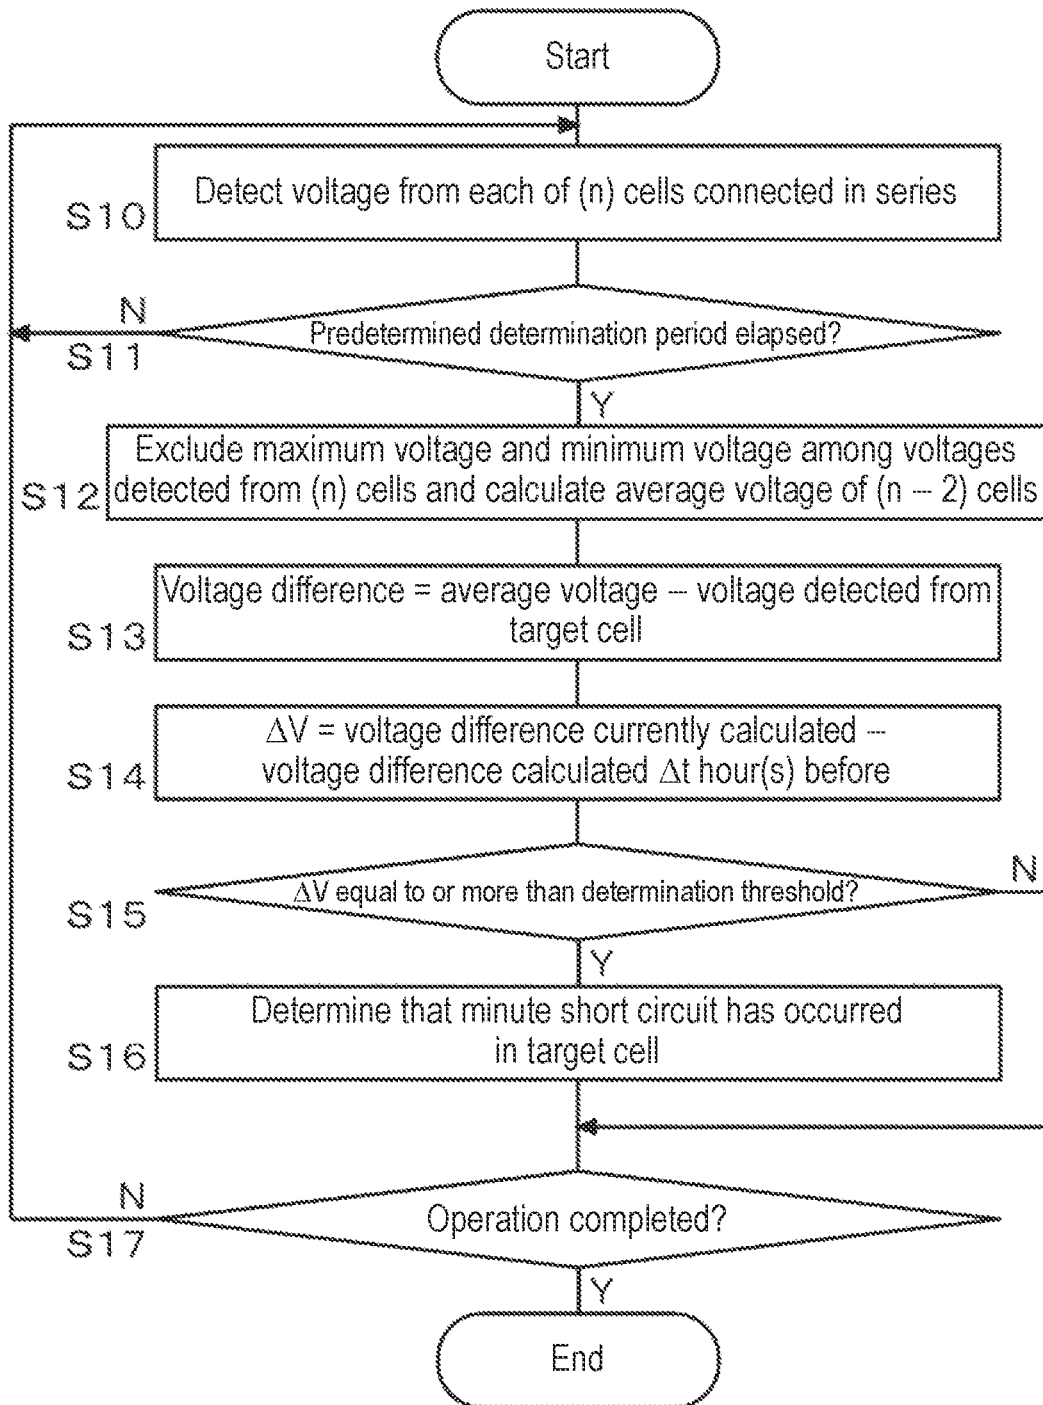 Start
Detect voltage from each of (n) cells connected in series
S10
N
Predetermined determination period elapsed?
S11
Y
Exclude maximum voltage and minimum voltage among voltages
detected from (n) cells and calculate average voltage of (n – 2) cells
S12
Voltage difference = average voltage – voltage detected from
target cell
S13
ΔV = voltage difference currently calculated –
voltage difference calculated Δt hour(s) before
S14
ΔV equal to or more than determination threshold?
N
S15
Y
Determine that minute short circuit has occurred
in target cell
S16
N
Operation completed?
S17
Y
End